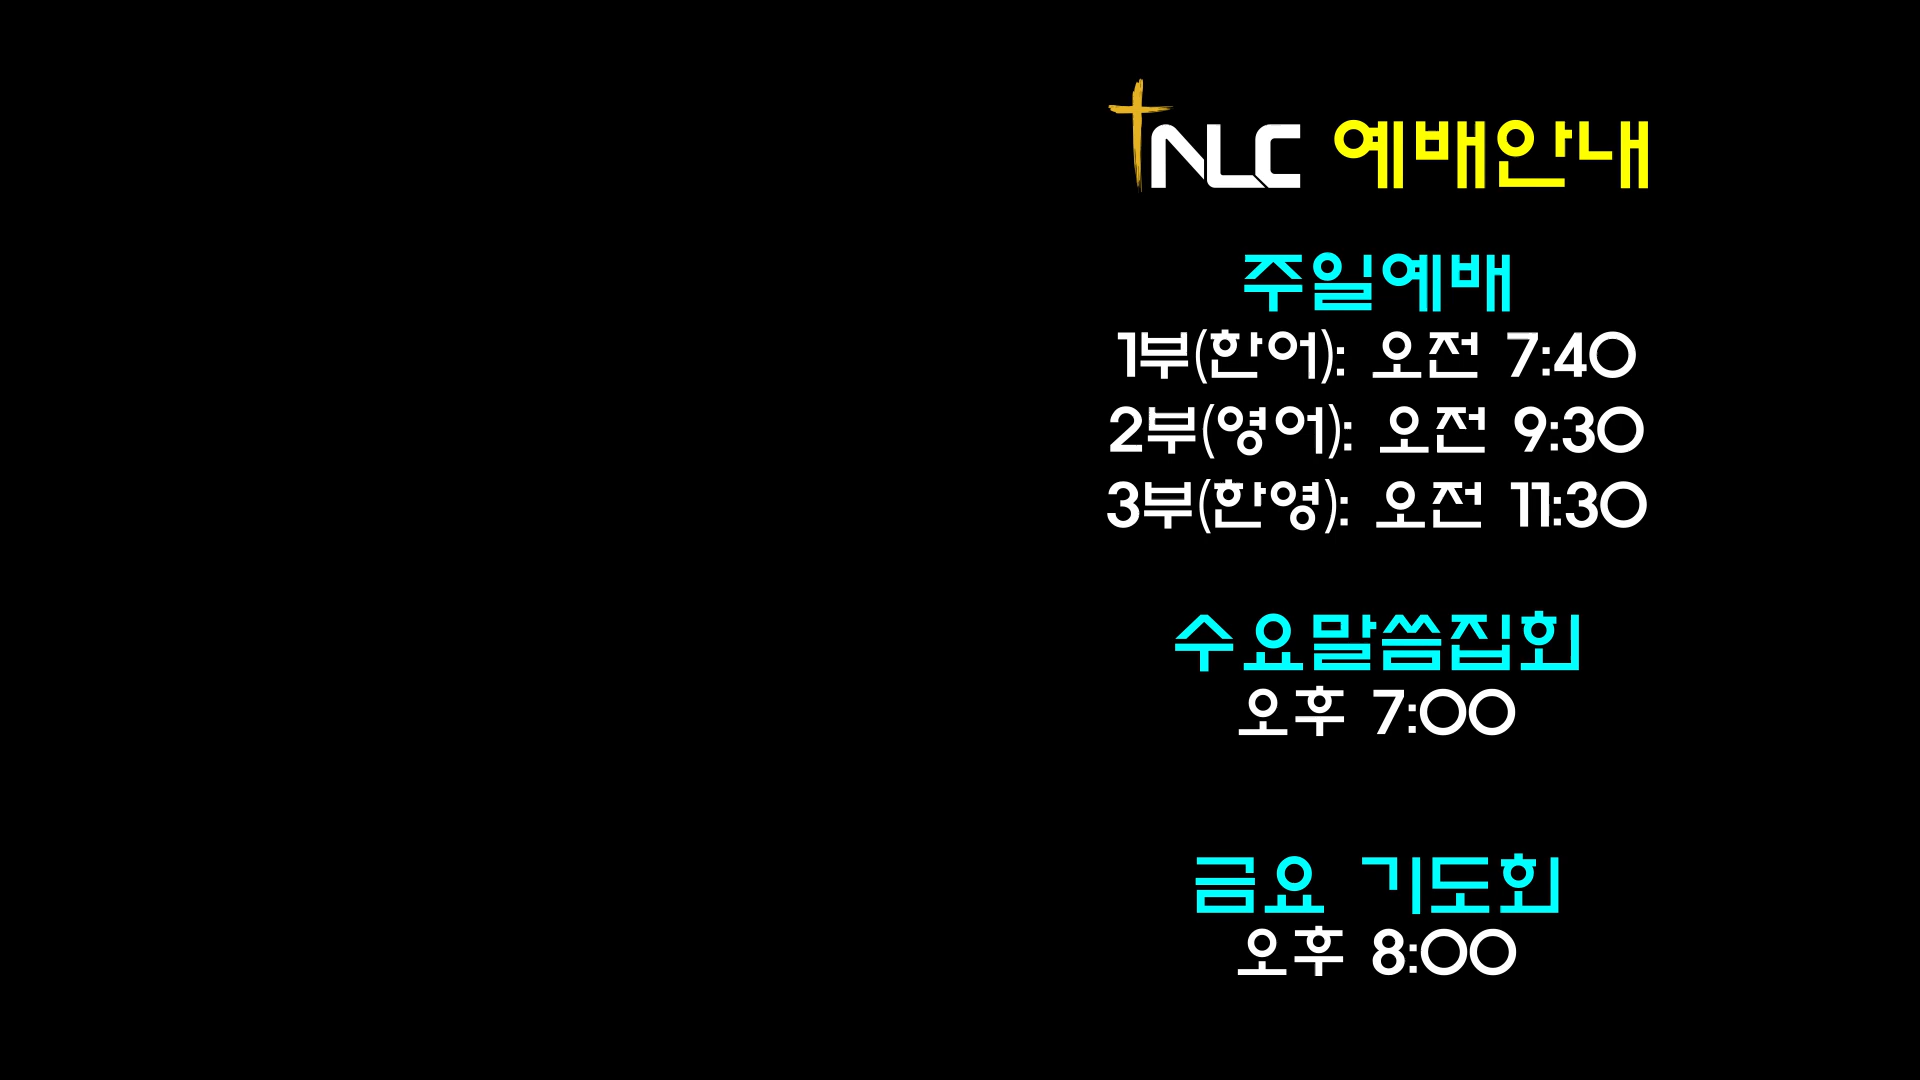 NLC 예배안내
주일예배
1부(한어): 오전 7:40
2부(영어): 오전 9:30
3부(한영): 오전 11:30
수요말씀집회
오후 7:00
금요 기도회
오후 8:00